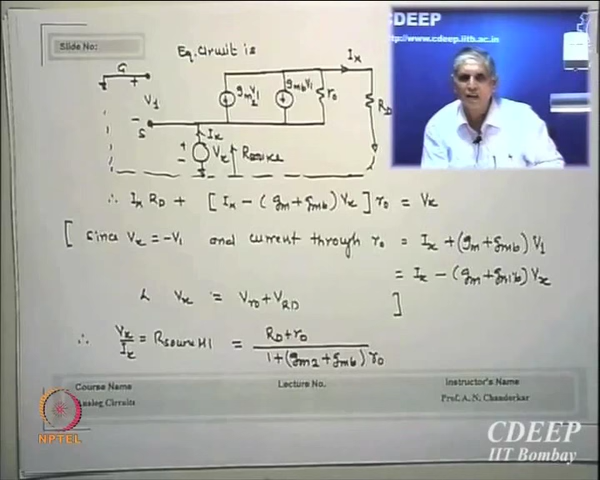 Slide No:
CDEEP
http://www.cdeep.iitb.ac.in
Eq. Circuit is
G
+
V1
-
S
gm1V1
gmbV1
r0
Ix
RD
Ix
+
-
Vx
∴ Ix RD + [Ix - (gm + gmb)Vx] r0 = Vx
[ since Vx = -V1 and current through r0 = Ix + (gm + gmb) V1
= Ix - (gm + gmb) Vx
& Vx = Vr0 + VRD ]
∴ Vx/Ix = RsourceM1 = RD + r0 / 1 + (gm2 + gmb) r0
Course Name
Lecture No.
Instructor's Name
Analog Circuits
Prof. A. N. Chandorkar
NPTEL
CDEEP
IIT Bombay